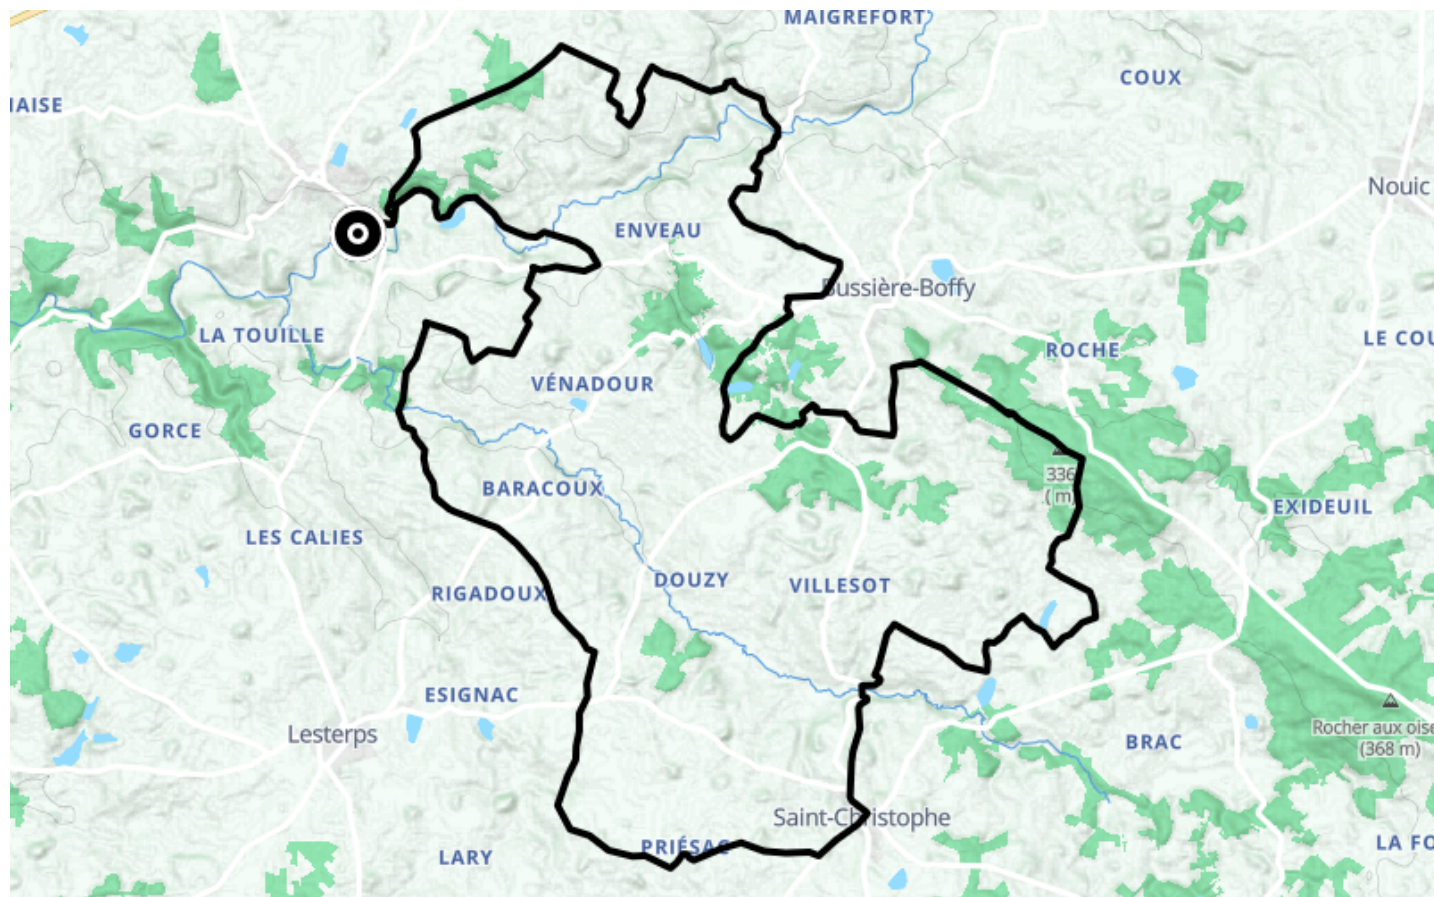 MAIGREFORT
COUX
IAISE
Nouic
ENVEAU
Bussière-Boffy
LA TOUILLE
ROCHE
LE COU
VÉNADOUR
GORCE
336
( m)
BARACOUX
EXIDEUIL
LES CALIES
DOUZY
VILLESOT
RIGADOUX
ESIGNAC
Lesterps
Rocher aux oise
(368 m)
BRAC
Saint-Christophe
PRIÉSAC
LARY
LA FO